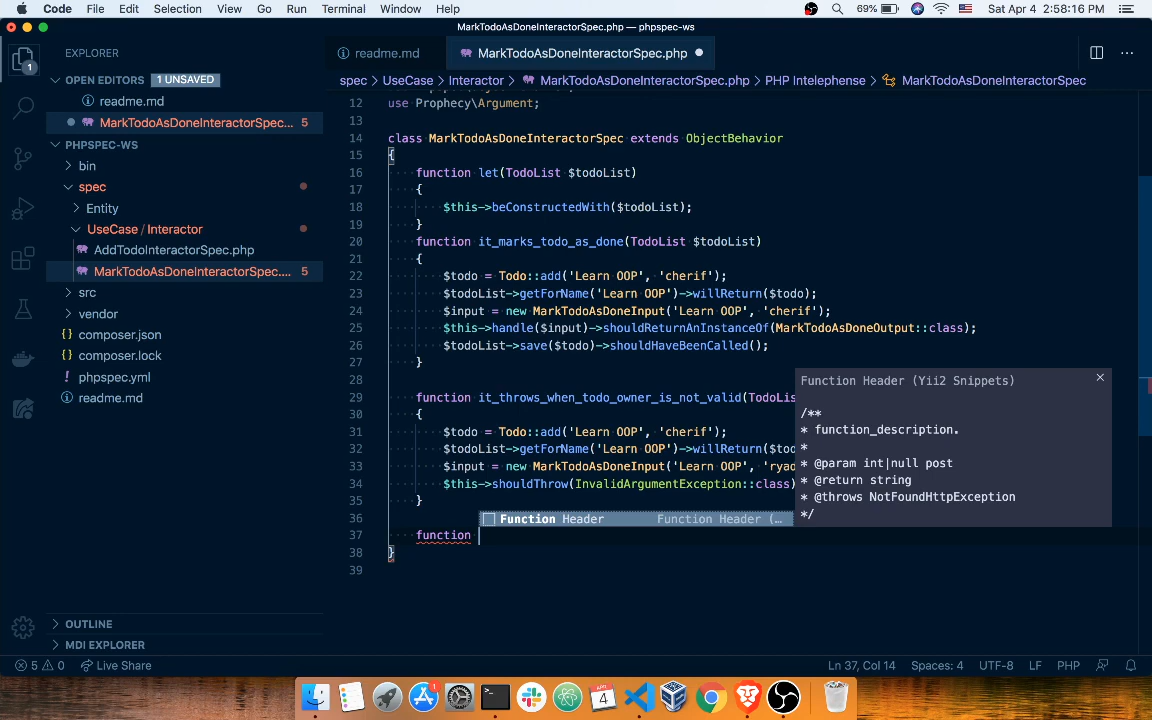 Code File Edit Selection View Go Run Terminal Window Help 69% Sat Apr 4 2:58:16 PM
MarkTodoAsDoneInteractorSpec.php — phpspec-ws
EXPLORER
OPEN EDITORS 1 UNSAVED
readme.md
MarkTodoAsDoneInteractorSpec... 5
PHPSPEC-WS
bin
spec
Entity
UseCase / Interactor
AddTodoInteractorSpec.php
MarkTodoAsDoneInteractorSpec.... 5
src
vendor
composer.json
composer.lock
phpspec.yml
readme.md
OUTLINE
MDI EXPLORER
1
readme.md MarkTodoAsDoneInteractorSpec.php
spec > UseCase > Interactor > MarkTodoAsDoneInteractorSpec.php > PHP Intelephense > MarkTodoAsDoneInteractorSpec
12 use Prophecy\Argument;
13
14 class MarkTodoAsDoneInteractorSpec extends ObjectBehavior
15 {
16 function let(TodoList $todoList)
17 {
18 $this->beConstructedWith($todoList);
19 }
20 function it_marks_todo_as_done(TodoList $todoList)
21 {
22 $todo = Todo::add('Learn OOP', 'cherif');
23 $todoList->getForName('Learn OOP')->willReturn($todo);
24 $input = new MarkTodoAsDoneInput('Learn OOP', 'cherif');
25 $this->handle($input)->shouldReturnAnInstanceOf(MarkTodoAsDoneOutput::class);
26 $todoList->save($todo)->shouldHaveBeenCalled();
27 }
28
29 function it_throws_when_todo_owner_is_not_valid(TodoLis
30 {
31 $todo = Todo::add('Learn OOP', 'cherif');
32 $todoList->getForName('Learn OOP')->willReturn($tod
33 $input = new MarkTodoAsDoneInput('Learn OOP', 'ryad
34 $this->shouldThrow(InvalidArgumentException::class)
35 }
36
37 function
38 }
39
Function Header Function Header (...
Function Header (Yii2 Snippets)
/**
* function_description.
*
* @param int|null post
* @return string
* @throws NotFoundHttpException
*/
5 0 Live Share Ln 37, Col 14 Spaces: 4 UTF-8 LF PHP
APR
4
1